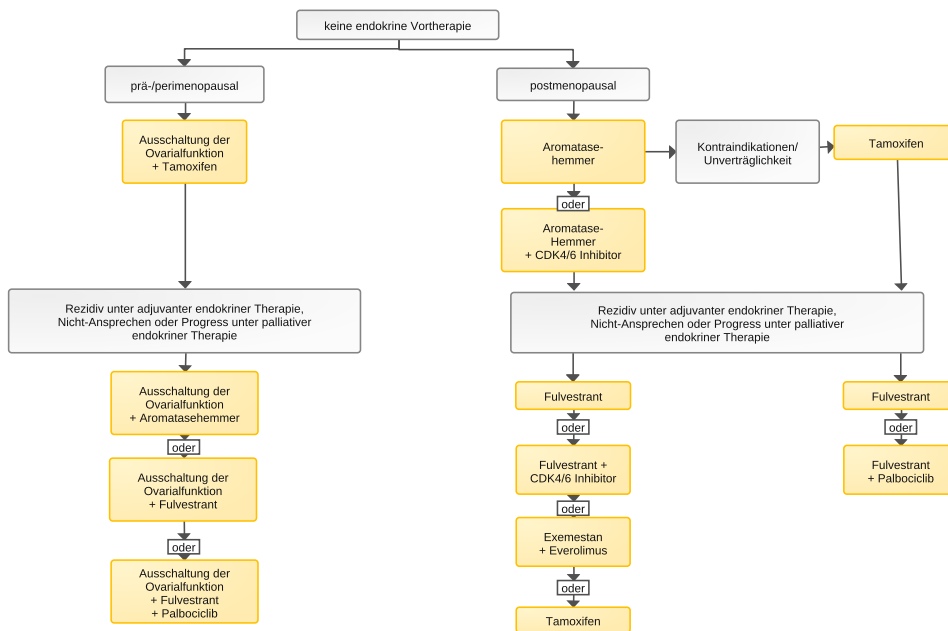 keine endokrine Vortherapie
prä-/perimenopausal
postmenopausal
Ausschaltung der
Ovarialfunktion
+ Tamoxifen
Aromatase-
hemmer
Kontraindikationen/
Unverträglichkeit
Tamoxifen
oder
Aromatase-
Hemmer
+ CDK4/6 Inhibitor
Rezidiv unter adjuvanter endokriner Therapie,
Nicht-Ansprechen oder Progress unter palliativer
endokriner Therapie
Rezidiv unter adjuvanter endokriner Therapie,
Nicht-Ansprechen oder Progress unter palliativer
endokriner Therapie
Ausschaltung der
Ovarialfunktion
+ Aromatasehemmer
oder
Ausschaltung der
Ovarialfunktion
+ Fulvestrant
oder
Ausschaltung der
Ovarialfunktion
+ Fulvestrant
+ Palbociclib
Fulvestrant
oder
Fulvestrant +
CDK4/6 Inhibitor
oder
Exemestan
+ Everolimus
oder
Tamoxifen
Fulvestrant
oder
Fulvestrant
+ Palbociclib